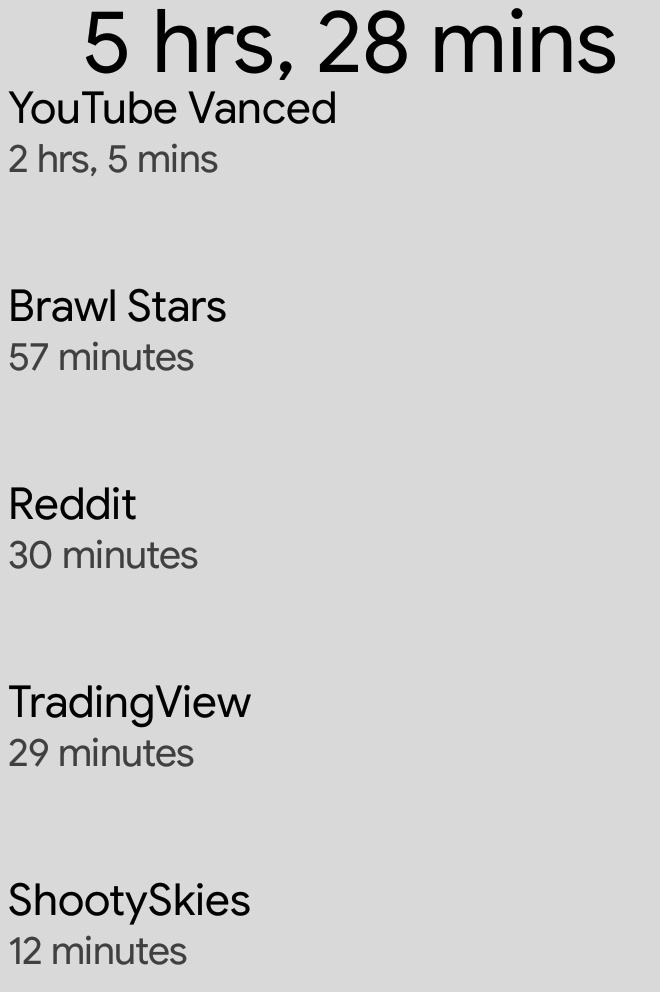 5 hrs, 28 mins
YouTube Vanced
2 hrs, 5 mins
Brawl Stars
57 minutes
Reddit
30 minutes
TradingView
29 minutes
ShootySkies
12 minutes